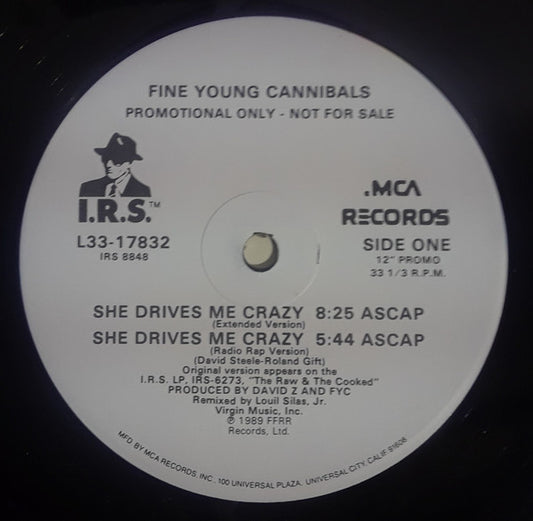 FINE YOUNG CANNIBALS
PROMOTIONAL ONLY - NOT FOR SALE
I.R.S.™
L33-17832
IRS 8848
.MCA
RECORDS
SIDE ONE
12" PROMO
33 1/3 R.P.M.
SHE DRIVES ME CRAZY 8:25 ASCAP
(Extended Version)
SHE DRIVES ME CRAZY 5:44 ASCAP
(Radio Rap Version)
(David Steele-Roland Gift)
Original version appears on the
I.R.S. LP, IRS-6273, "The Raw & The Cooked"
PRODUCED BY DAVID Z AND FYC
Remixed by Louil Silas, Jr.
Virgin Music, Inc.
℗ 1989 FFRR
Records, Ltd.
MFD BY MCA RECORDS, INC. 100 UNIVERSAL PLAZA, UNIVERSAL CITY, CALIF 91608